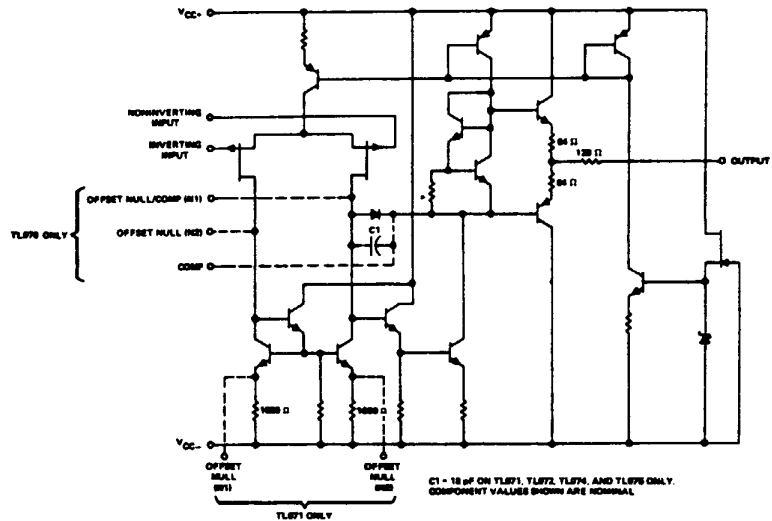 VCC+
NONINVERTING
INPUT
INVERTING
INPUT
64 Ω
128 Ω
OUTPUT
64 Ω
OFFSET NULL/COMP (N1)
TL070 ONLY
OFFSET NULL (N2)
C1
COMP
1080 Ω
1080 Ω
VCC-
OFFSET
NULL
(N1)
OFFSET
NULL
(N2)
TL071 ONLY
C1 = 18 pF ON TL071, TL072, TL074, AND TL075 ONLY.
COMPONENT VALUES SHOWN ARE NOMINAL